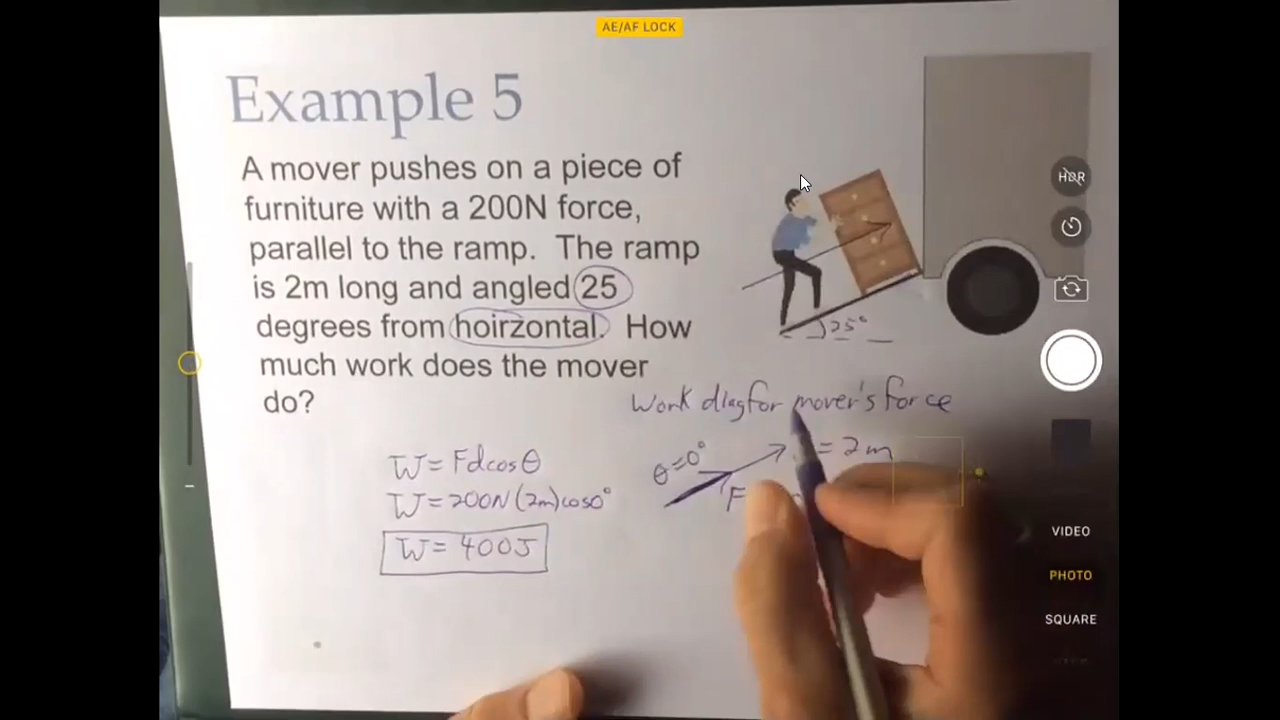 AE/AF LOCK
Example 5
A mover pushes on a piece of
furniture with a 200N force,
parallel to the ramp. The ramp
is 2m long and angled 25
degrees from hoirzontal. How
much work does the mover
do?
25°
Work diag for mover's force
W = Fdcosθ
W = 200N (2m)cos0°
W = 400J
θ=0°
= 2m
F
HDR
VIDEO
PHOTO
SQUARE